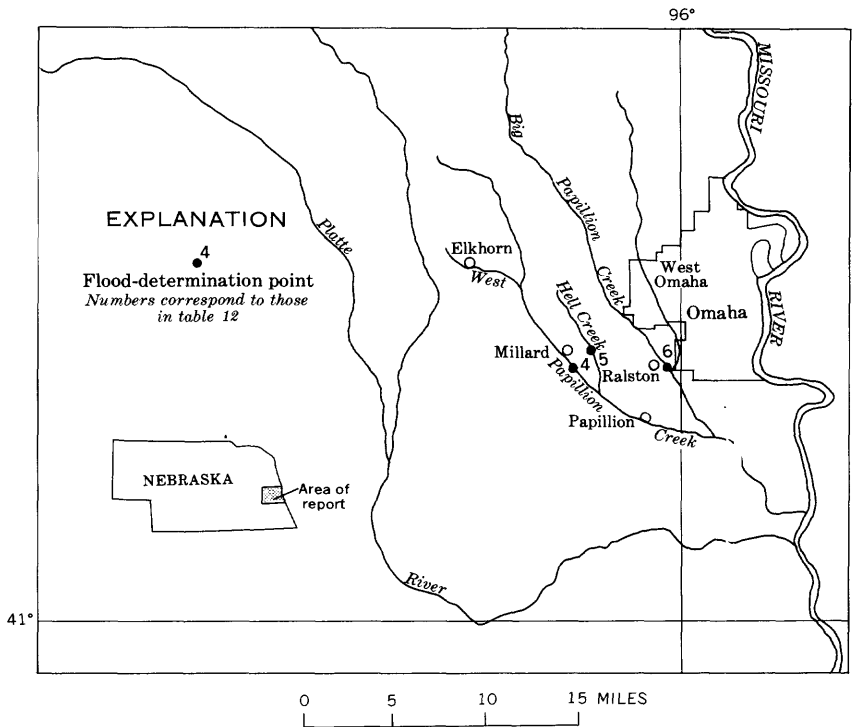 96°
MISSOURI
RIVER
Big
Papillion
Creek
Platte
River
EXPLANATION
4
Flood-determination point
Numbers correspond to those
in table 12
Elkhorn
West
Papillion
Creek
Hell Creek
West
Omaha
Omaha
Millard
4
5
6
Ralston
Papillion
NEBRASKA
Area of
report
41°
0 5 10 15 MILES